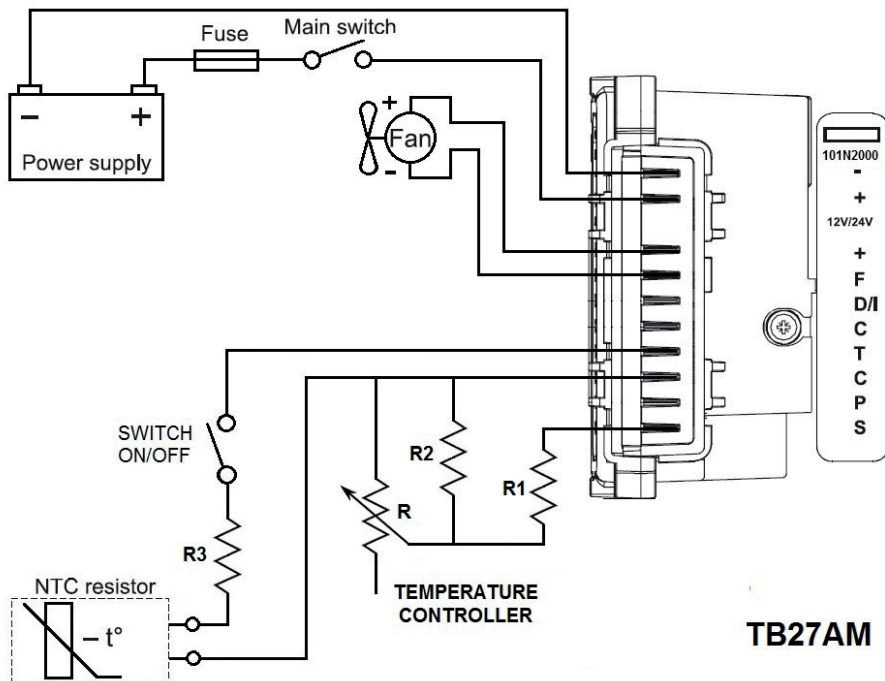 Fuse
Main switch
-
+
Power supply
+
Fan
-
101N2000
-
+
12V/24V
+
F
D/I
C
T
C
P
S
SWITCH
ON/OFF
R2
R1
R
R3
NTC resistor
– t°
TEMPERATURE
CONTROLLER
TB27AM